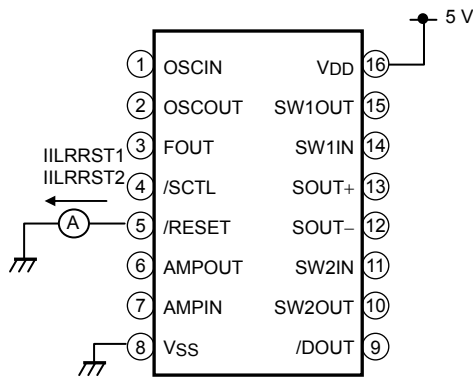 5 V
1 OSCIN VDD 16
2 OSCOUT SW1OUT 15
3 FOUT SW1IN 14
IILRRST1
IILRRST2
4 /SCTL SOUT+ 13
A 5 /RESET SOUT− 12
6 AMPOUT SW2IN 11
7 AMPIN SW2OUT 10
8 VSS /DOUT 9